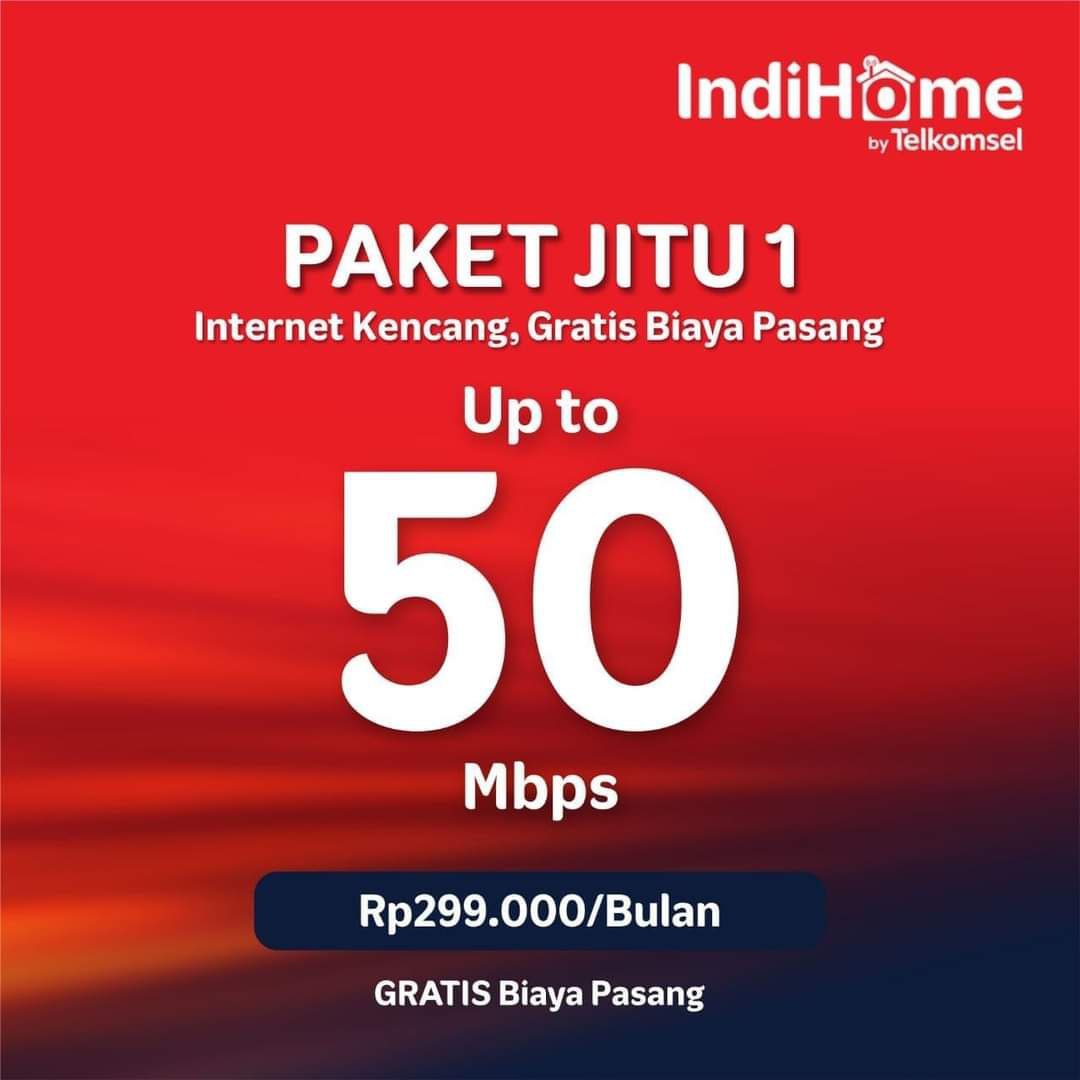 IndiHome
by Telkomsel
PAKET JITU 1
Internet Kencang, Gratis Biaya Pasang
Up to
50
Mbps
Rp299.000/Bulan
GRATIS Biaya Pasang